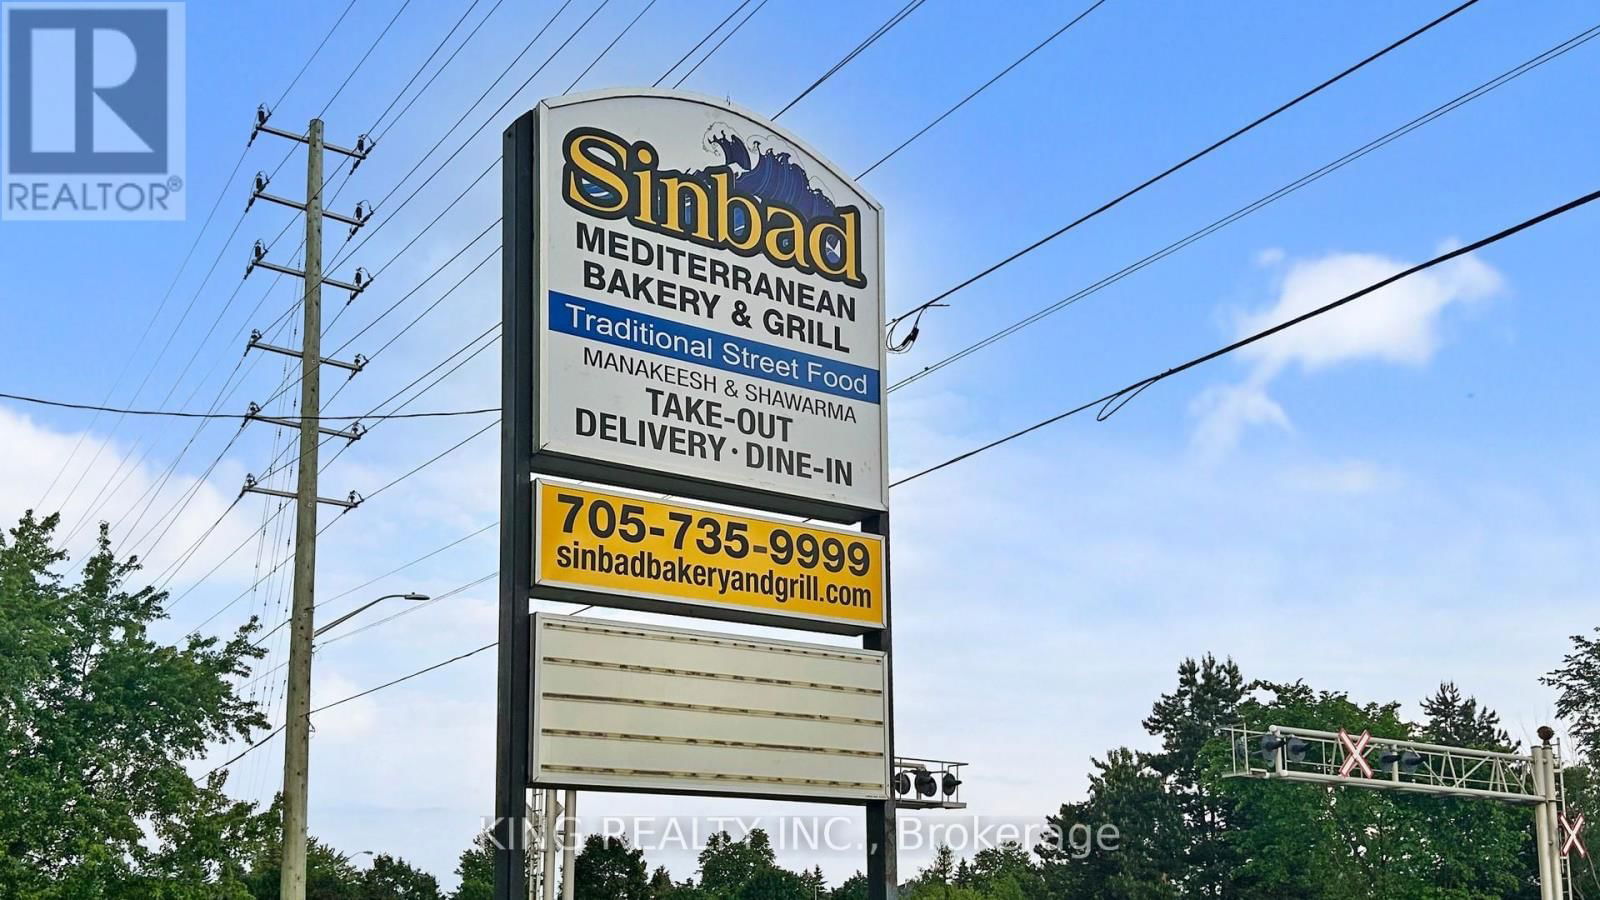 REALTOR®
Sinbad
MEDITERRANEAN
BAKERY & GRILL
Traditional Street Food
MANAKEESH & SHAWARMA
TAKE-OUT
DELIVERY · DINE-IN
705-735-9999
sinbadbakeryandgrill.com
KING REALTY INC., Brokerage